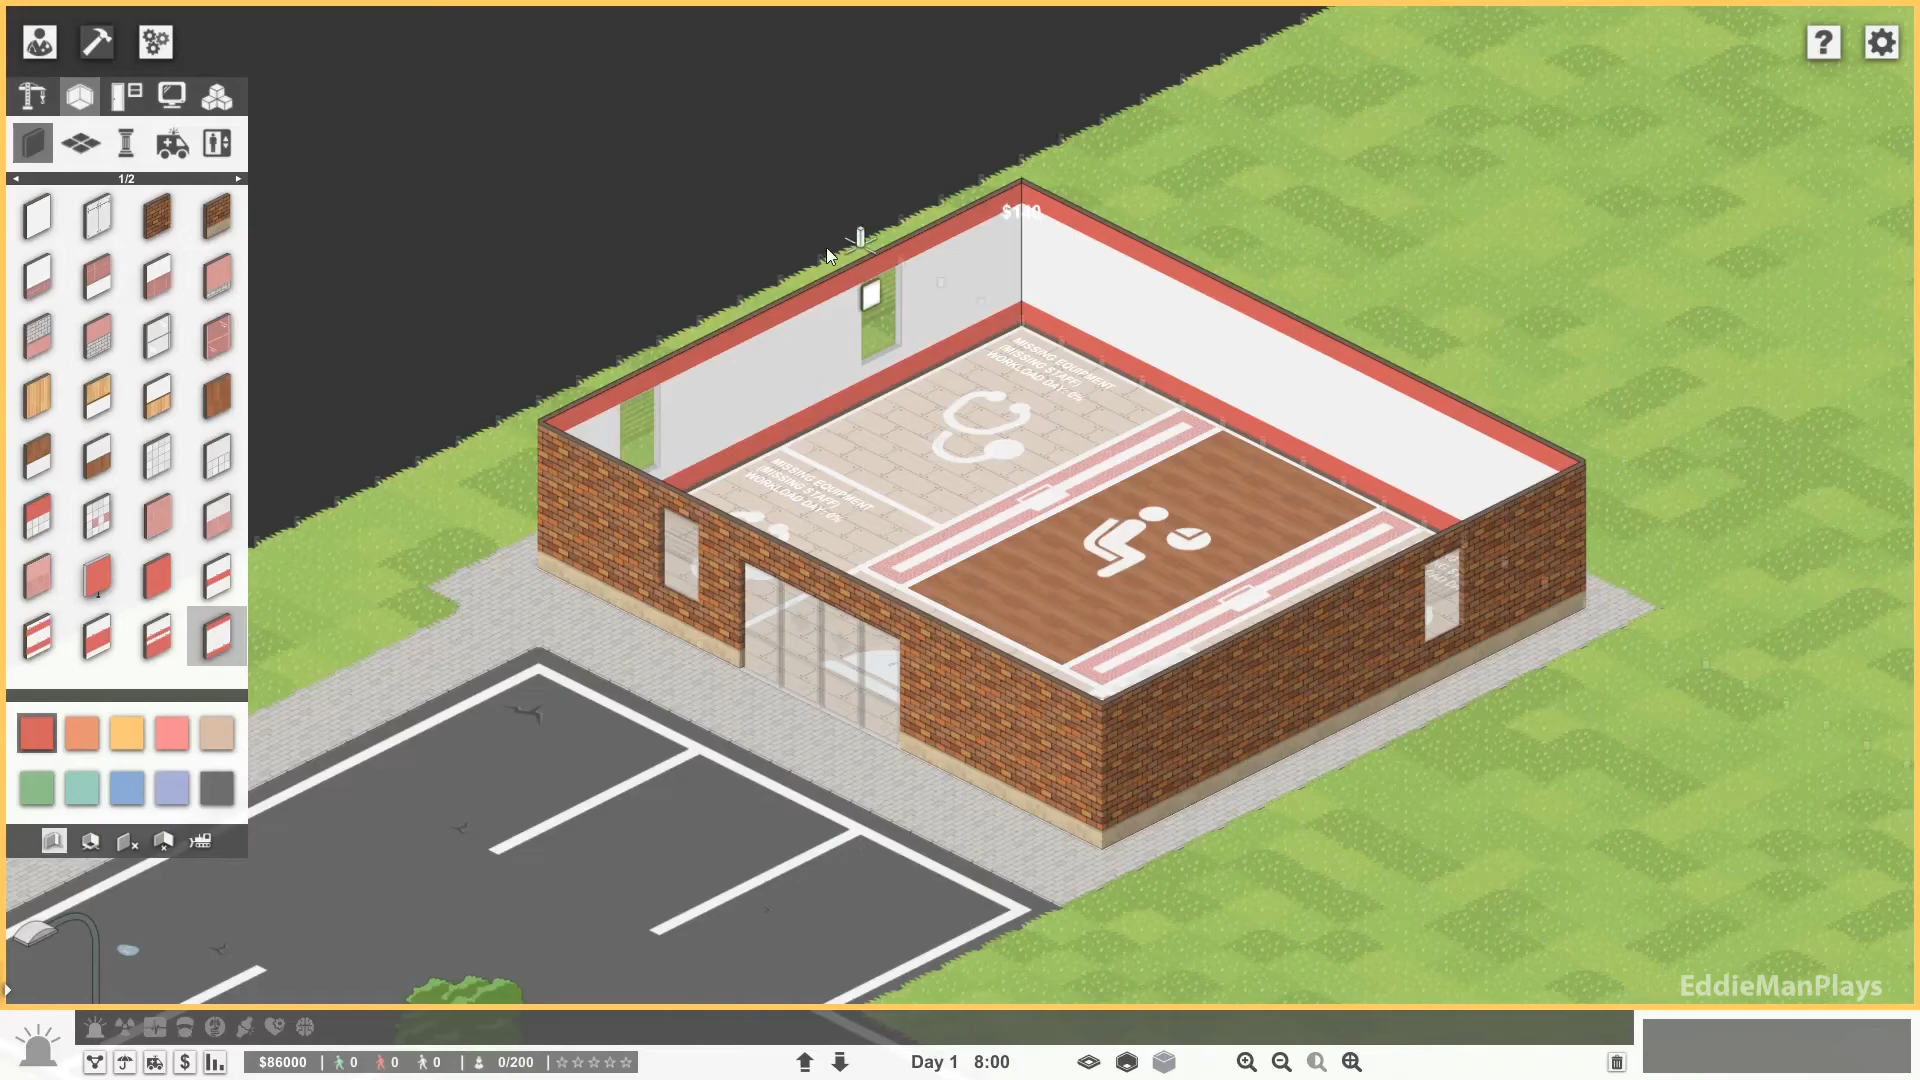 1/2
$140
MISSING EQUIPMENT
(MISSING STAFF)
WORKLOAD DAY: 0%
MISSING EQUIPMENT
(MISSING STAFF)
WORKLOAD DAY: 0%
EddieManPlays
$86000 | 0 0 0 | 0/200 |
Day 1 8:00